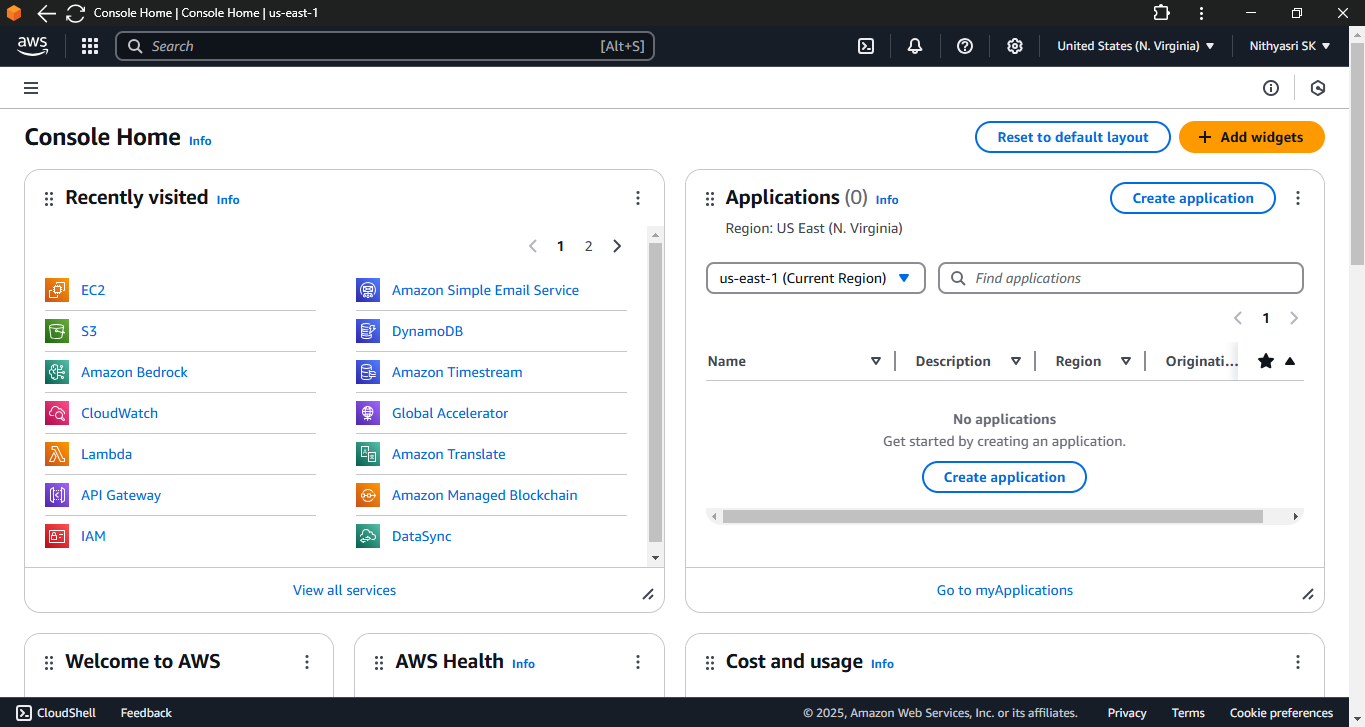 Console Home | Console Home | us-east-1
aws
Search [Alt+S]
United States (N. Virginia)
Nithyasri SK
Console Home Info
Reset to default layout
+ Add widgets
Recently visited Info
1 2
EC2
S3
Amazon Bedrock
CloudWatch
Lambda
API Gateway
IAM
Amazon Simple Email Service
DynamoDB
Amazon Timestream
Global Accelerator
Amazon Translate
Amazon Managed Blockchain
DataSync
View all services
Applications (0) Info
Create application
Region: US East (N. Virginia)
us-east-1 (Current Region)
Find applications
1
Name Description Region Originati...
No applications
Get started by creating an application.
Create application
Go to myApplications
Welcome to AWS
AWS Health Info
Cost and usage Info
CloudShell Feedback
© 2025, Amazon Web Services, Inc. or its affiliates. Privacy Terms Cookie preferences